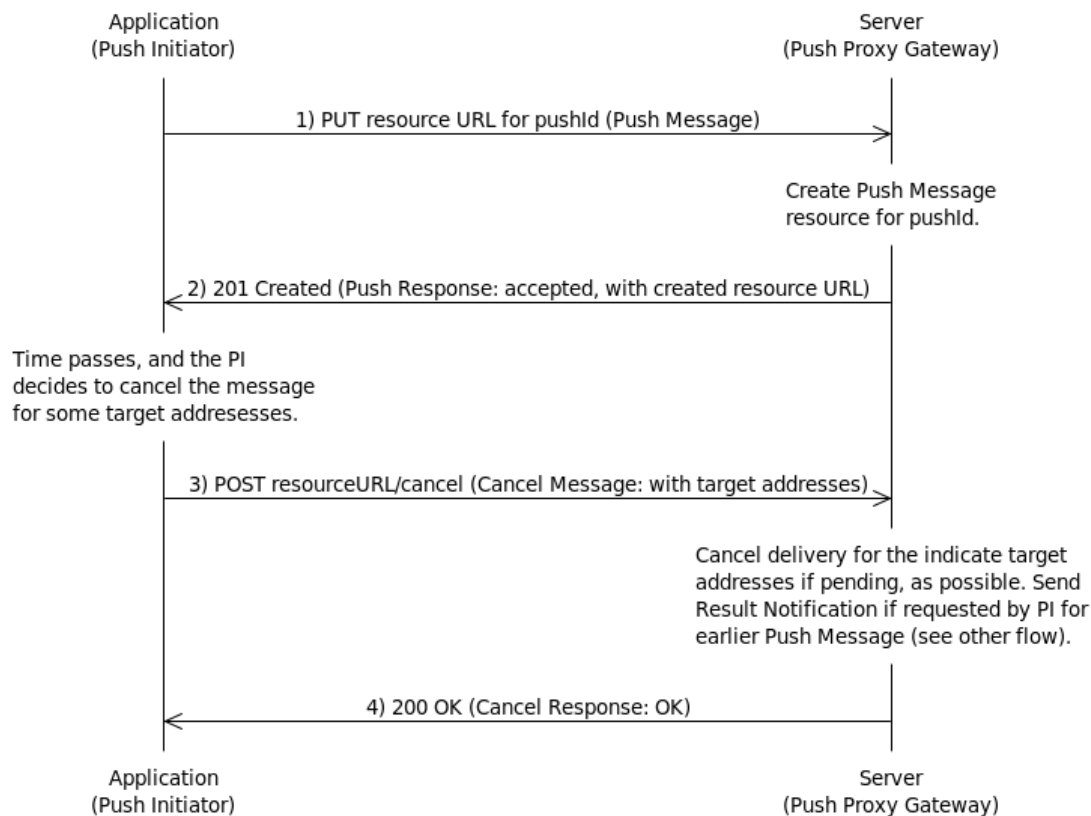 Application
(Push Initiator)
Server
(Push Proxy Gateway)
1) PUT resource URL for pushId (Push Message)
Create Push Message
resource for pushId.
2) 201 Created (Push Response: accepted, with created resource URL)
Time passes, and the PI
decides to cancel the message
for some target addresesses.
3) POST resourceURL/cancel (Cancel Message: with target addresses)
Cancel delivery for the indicate target
addresses if pending, as possible. Send
Result Notification if requested by PI for
earlier Push Message (see other flow).
4) 200 OK (Cancel Response: OK)
Application
(Push Initiator)
Server
(Push Proxy Gateway)